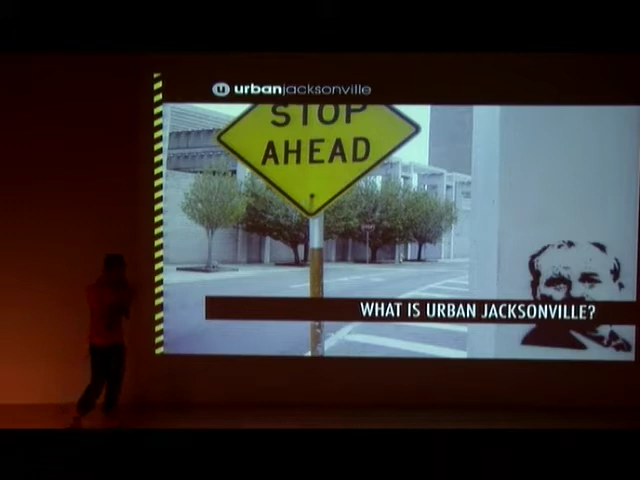 u urbanjacksonville
STOP
AHEAD
WHAT IS URBAN JACKSONVILLE?